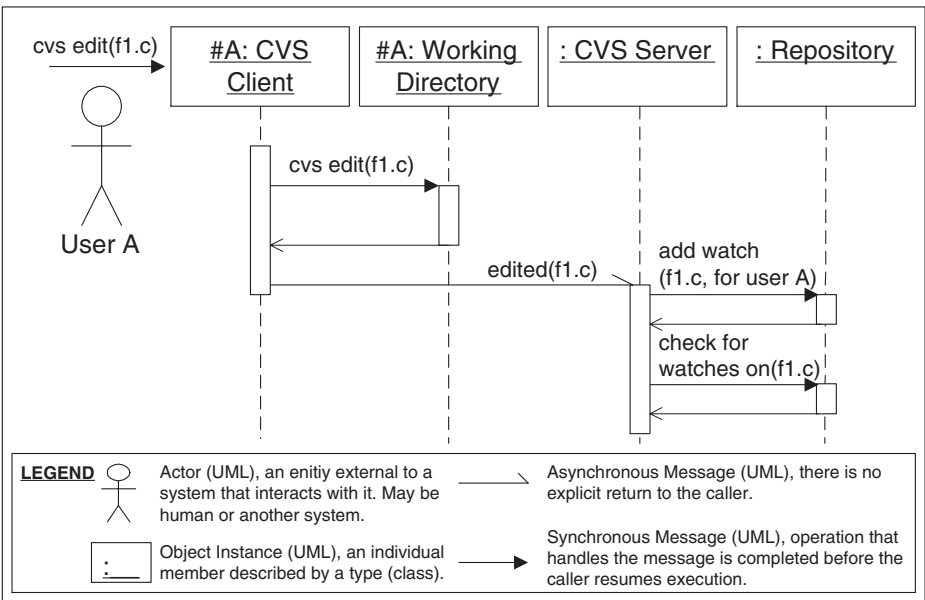 cvs edit(f1.c)
#A: CVS
Client
#A: Working
Directory
: CVS Server
: Repository
User A
cvs edit(f1.c)
edited(f1.c)
add watch
(f1.c, for user A)
check for
watches on(f1.c)
LEGEND
Actor (UML), an enitiy external to a
system that interacts with it. May be
human or another system.
Asynchronous Message (UML), there is no
explicit return to the caller.
:
Object Instance (UML), an individual
member described by a type (class).
Synchronous Message (UML), operation that
handles the message is completed before the
caller resumes execution.